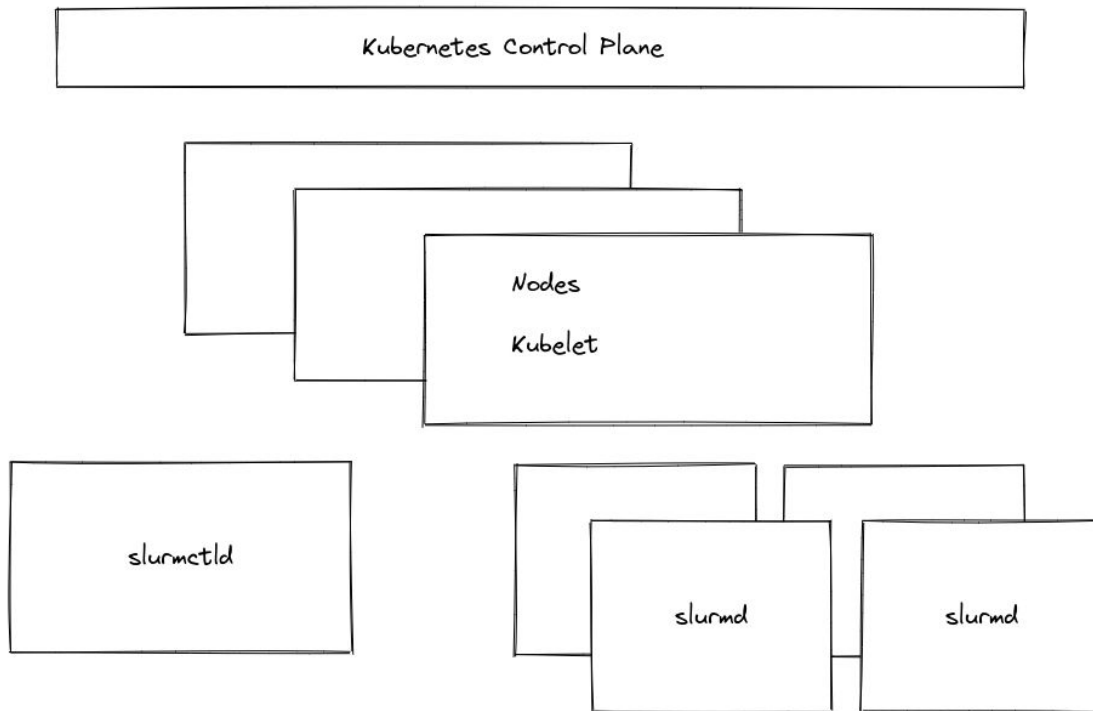 Kubernetes Control Plane
Nodes
Kubelet
slurmctld
slurmd
slurmd